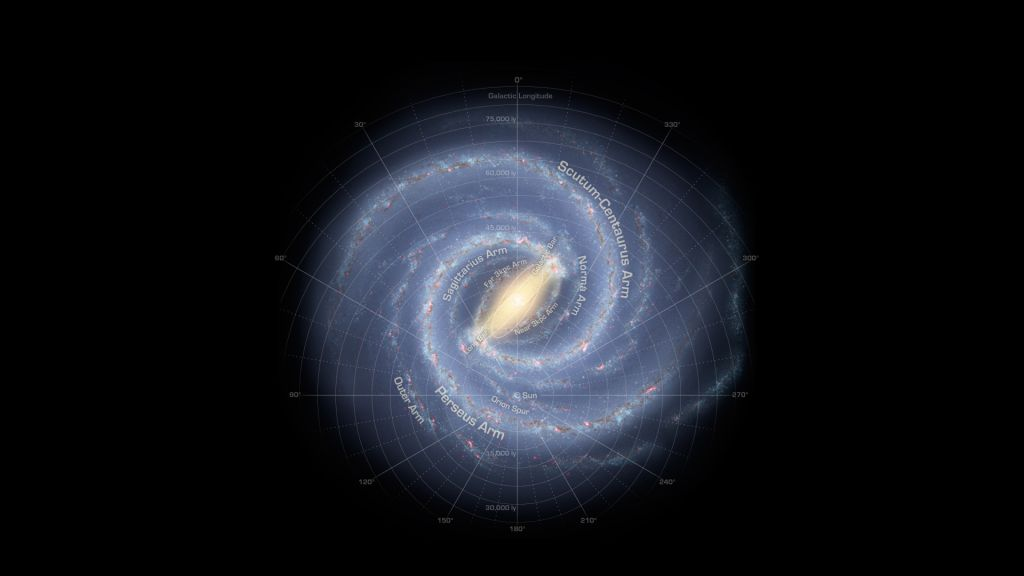 0°
Galactic Longitude
30°
330°
75,000 ly
60,000 ly
45,000 ly
Scutum-Centaurus Arm
Sagittarius Arm
Far 3kpc Arm
Galactic Bar
Norma Arm
60°
300°
Near 3kpc Arm
Long Bar
Outer Arm
Perseus Arm
Orion Spur
Sun
90°
270°
15,000 ly
30,000 ly
120°
240°
150°
210°
180°